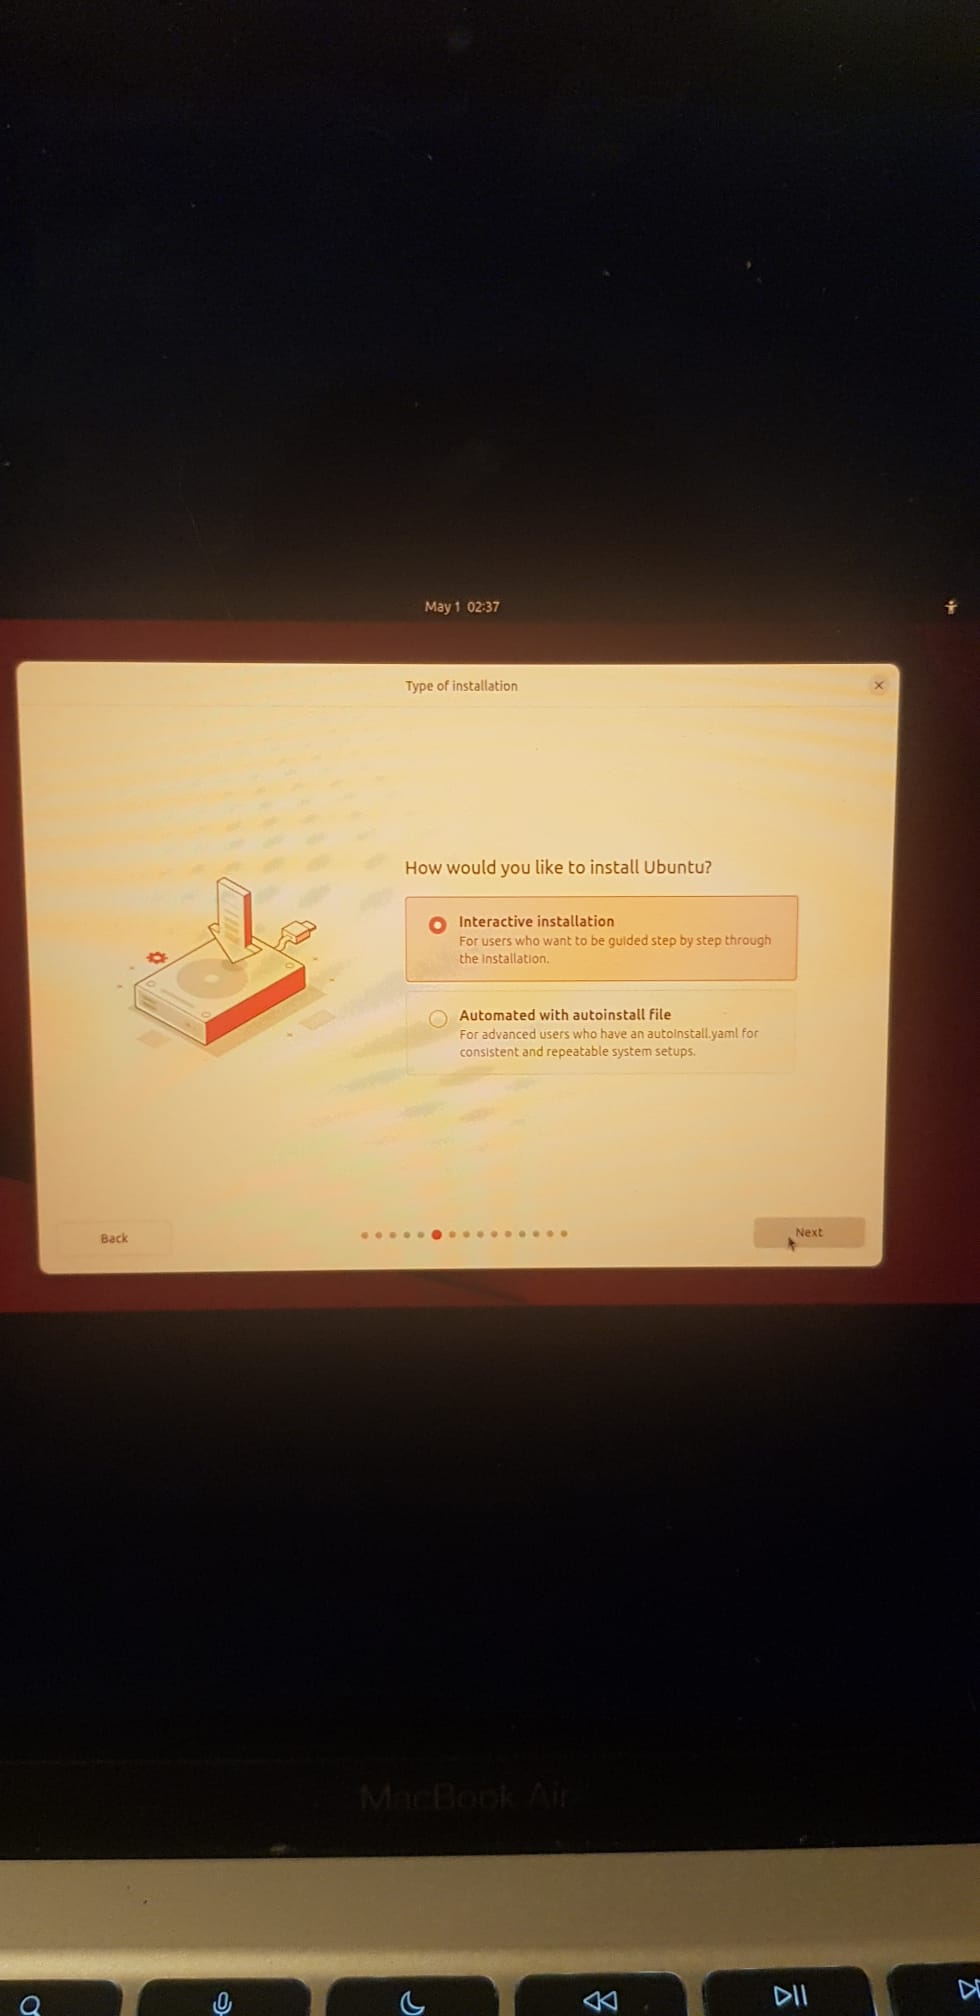 May 1 02:37
Type of installation
How would you like to install Ubuntu?
Interactive installation
For users who want to be guided step by step through
the installation.
Automated with autoinstall file
For advanced users who have an autoinstall.yaml for
consistent and repeatable system setups.
Back
Next
MacBook Air